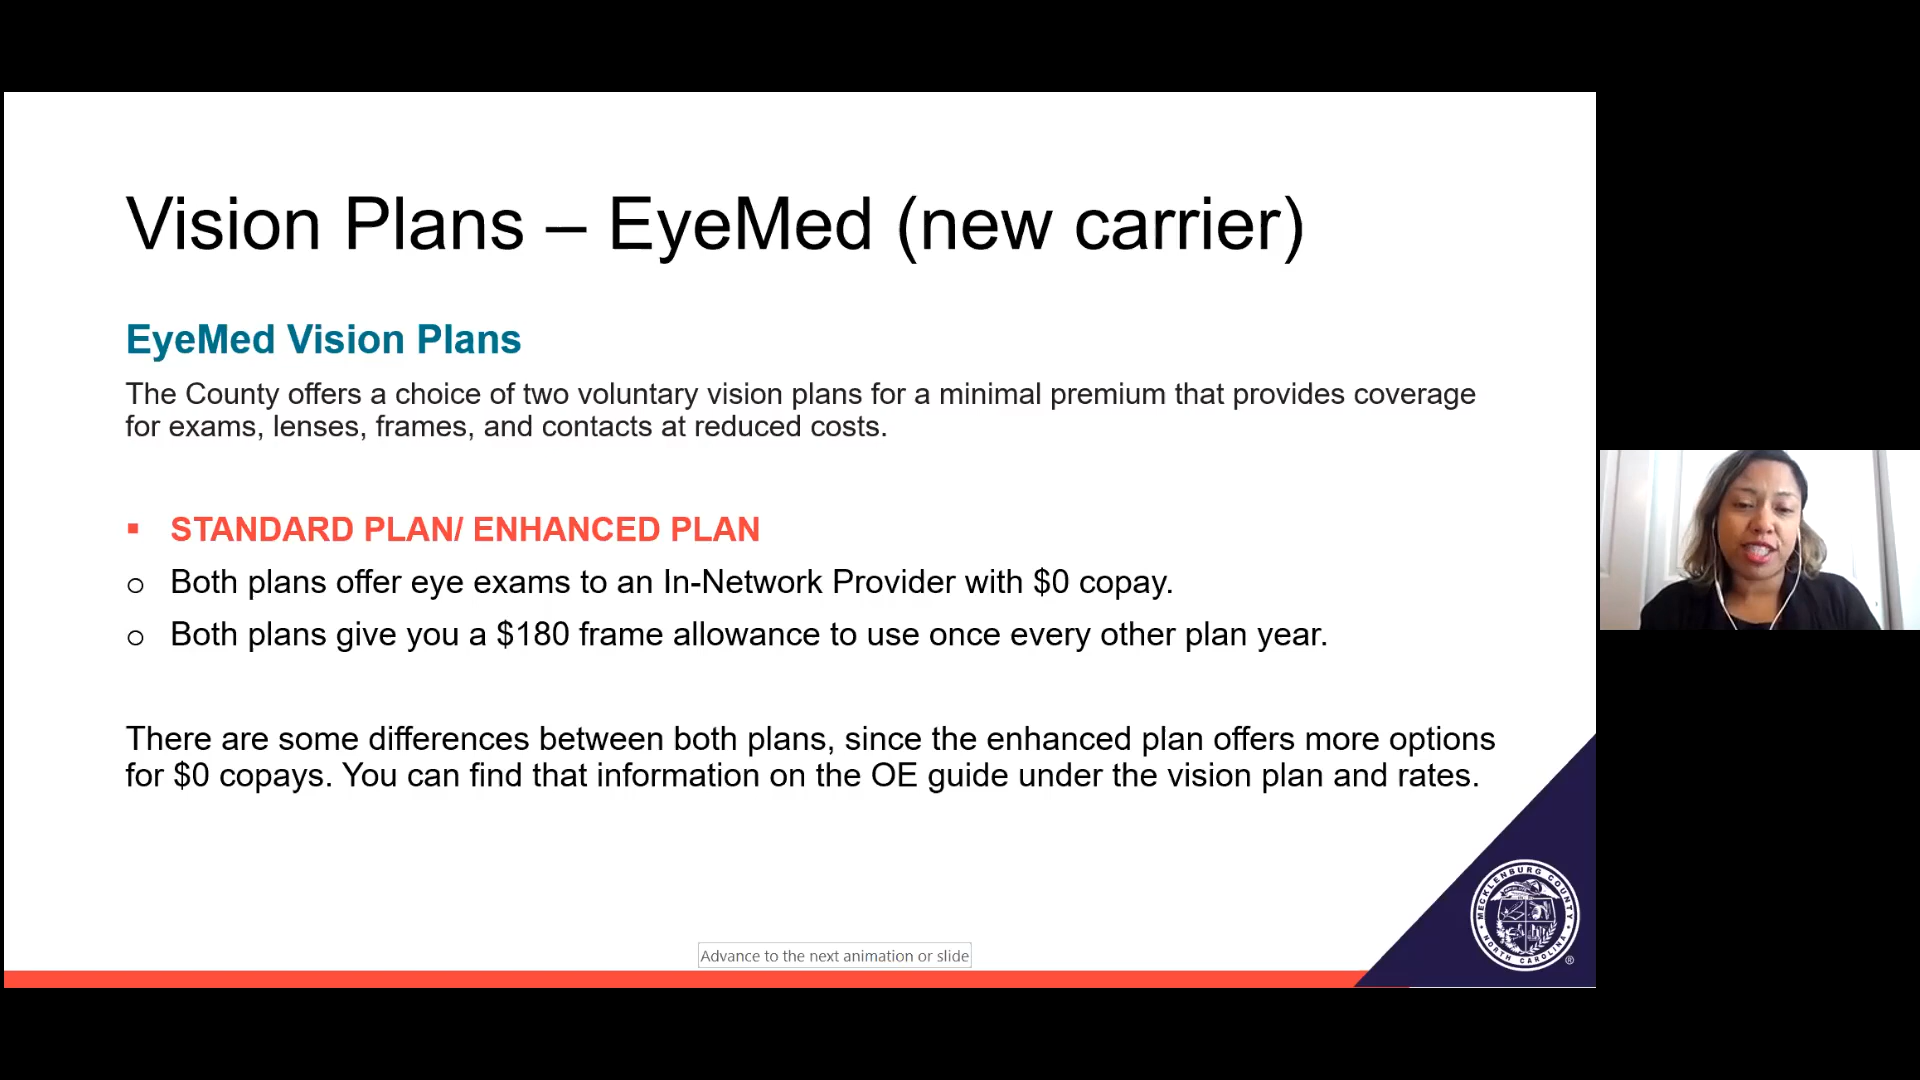 Vision Plans – EyeMed (new carrier)
EyeMed Vision Plans
The County offers a choice of two voluntary vision plans for a minimal premium that provides coverage
for exams, lenses, frames, and contacts at reduced costs.
▪ STANDARD PLAN/ ENHANCED PLAN
o Both plans offer eye exams to an In-Network Provider with $0 copay.
o Both plans give you a $180 frame allowance to use once every other plan year.
There are some differences between both plans, since the enhanced plan offers more options
for $0 copays. You can find that information on the OE guide under the vision plan and rates.
MECKLENBURG COUNTY
NORTH CAROLINA
®
Advance to the next animation or slide